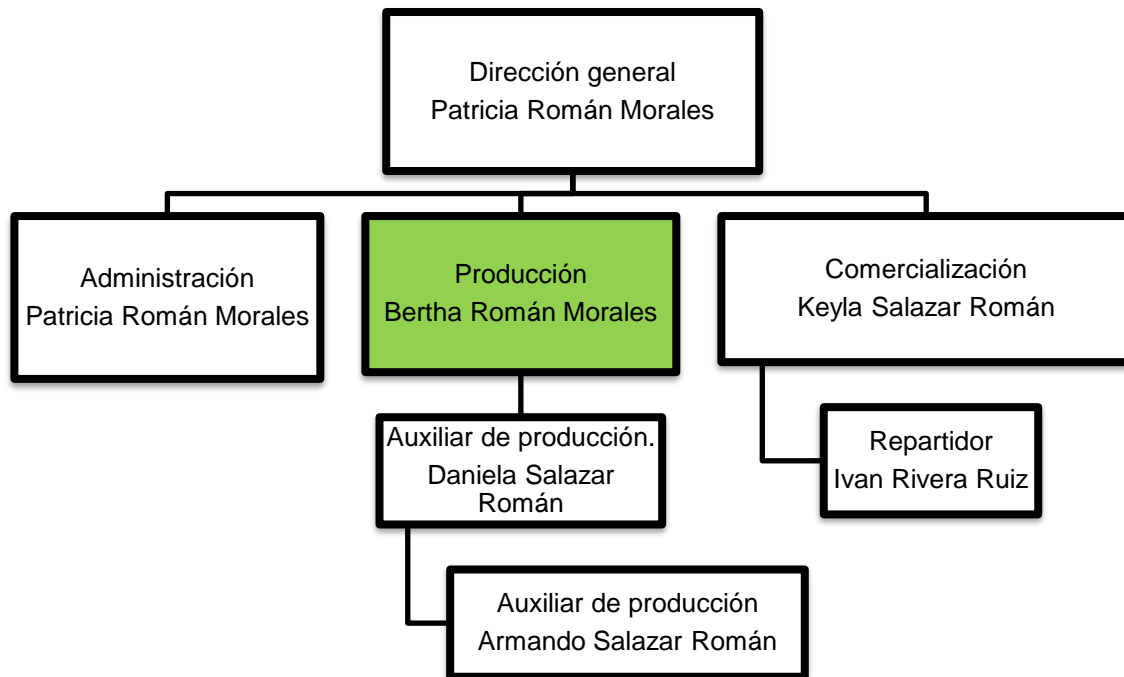 Dirección general
Patricia Román Morales
Administración
Patricia Román Morales
Producción
Bertha Román Morales
Comercialización
Keyla Salazar Román
Auxiliar de producción.
Daniela Salazar
Román
Repartidor
Ivan Rivera Ruiz
Auxiliar de producción
Armando Salazar Román